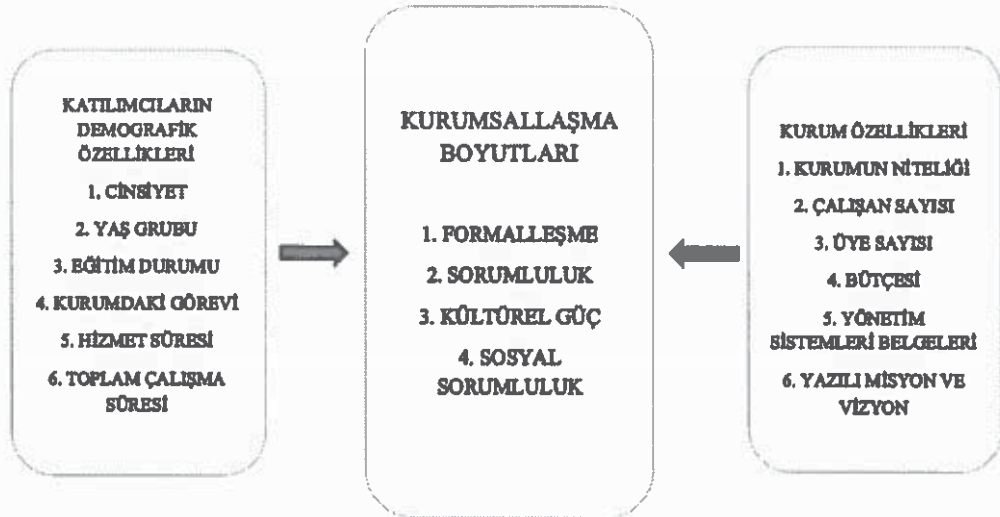 KATILIMCILARIN
DEMOGRAFİK
ÖZELLİKLERİ
1. CİNSİYET
2. YAŞ GRUBU
3. EĞİTİM DURUMU
4. KURUMDAKİ GÖREVİ
5. HİZMET SÜRESİ
6. TOPLAM ÇALIŞMA
SÜRESİ
KURUMSALLAŞMA
BOYUTLARI
1. FORMALLEŞME
2. SORUMLULUK
3. KÜLTÜREL GÜÇ
4. SOSYAL
SORUMLULUK
KURUM ÖZELLİKLERİ
1. KURUMUN NİTELİĞİ
2. ÇALIŞAN SAYISI
3. ÜYE SAYISI
4. BÜTÇESİ
5. YÖNETİM
SİSTEMLERİ BELGELERİ
6. YAZILI MİSYON VE
VİZYON